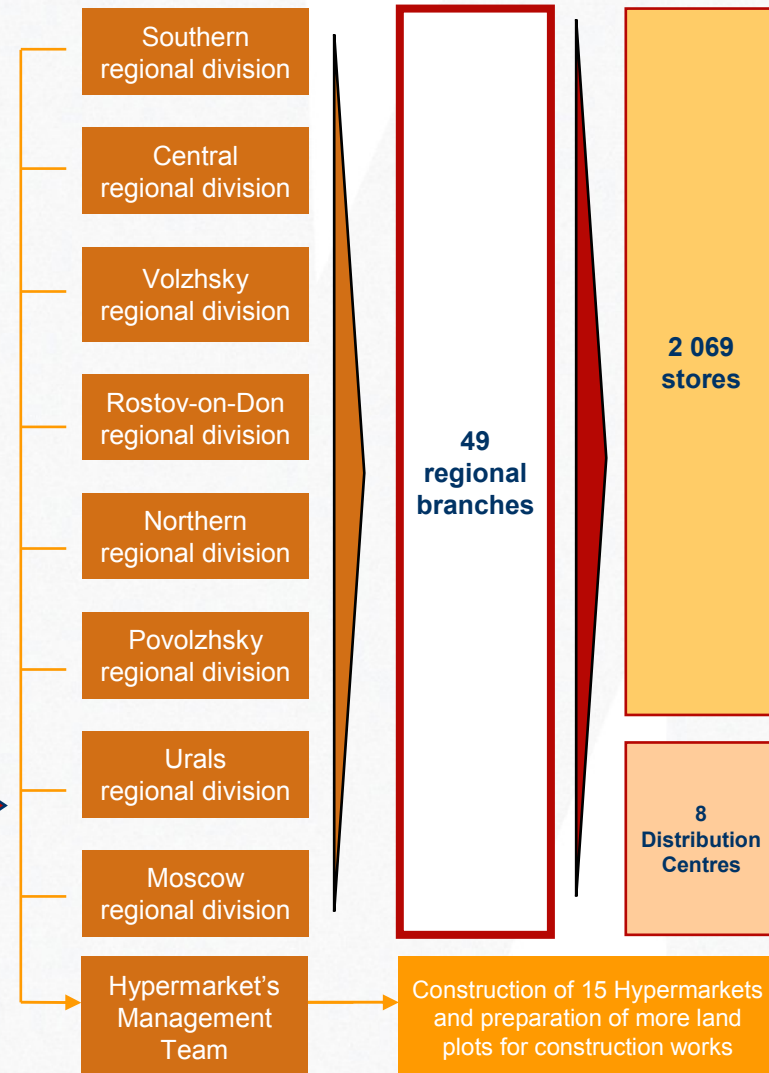 Southern
regional division
Central
regional division
Volzhsky
regional division
Rostov-on-Don
regional division
Northern
regional division
Povolzhsky
regional division
Urals
regional division
Moscow
regional division
Hypermarket's
Management
Team
49
regional
branches
2 069
stores
8
Distribution
Centres
Construction of 15 Hypermarkets
and preparation of more land
plots for construction works